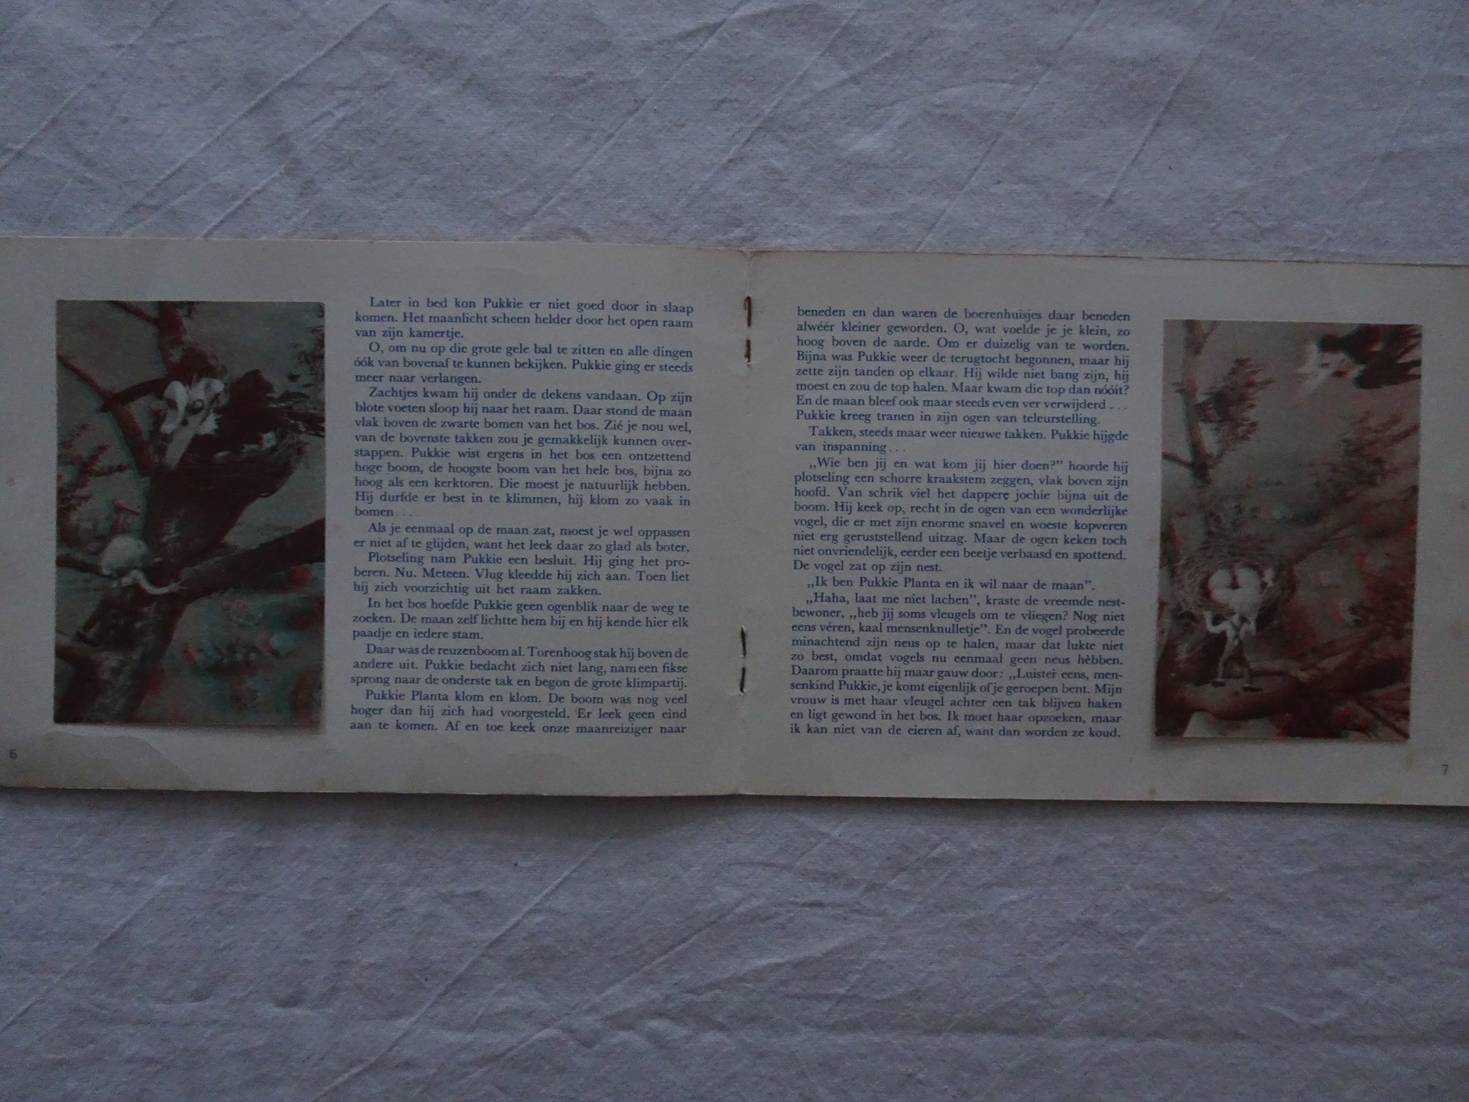 Later in bed kon Pukkie er niet goed door in slaap
komen. Het maanlicht scheen helder door het open raam
van zijn kamertje.
O, om nu op die grote gele bal te zitten en alle dingen
óók van bovenaf te kunnen bekijken. Pukkie ging er steeds
meer naar verlangen.
Zachtjes kwam hij onder de dekens vandaan. Op zijn
blote voeten sloop hij naar het raam. Daar stond de maan
vlak boven de zwarte bomen van het bos. Zié je nou wel,
van de bovenste takken zou je gemakkelijk kunnen over-
stappen. Pukkie wist ergens in het bos een ontzettend
hoge boom, de hoogste boom van het hele bos, bijna zo
hoog als een kerktoren. Die moest je natuurlijk hebben.
Hij durfde er best in te klimmen, hij klom zo vaak in
bomen . . . .
Als je eenmaal op de maan zat, moest je wel oppassen
er niet af te glijden, want het leek daar zo glad als boter.
Plotseling nam Pukkie een besluit. Hij ging het pro-
beren. Nu. Meteen. Vlug kleedde hij zich aan. Toen liet
hij zich voorzichtig uit het raam zakken.
In het bos hoefde Pukkie geen ogenblik naar de weg te
zoeken. De maan zelf lichtte hem bij en hij kende hier elk
paadje en iedere stam.
Daar was de reuzenboom al. Torenhoog stak hij boven de
andere uit. Pukkie bedacht zich niet lang, nam een fikse
sprong naar de onderste tak en begon de grote klimpartij.
Pukkie Planta klom en klom. De boom was nog veel
hoger dan hij zich had voorgesteld. Er leek geen eind
aan te komen. Af en toe keek onze maanreiziger naar
6
beneden en dan waren de boerenhuisjes daar beneden
alwéér kleiner geworden. O, wat voelde je je klein, zo
hoog boven de aarde. Om er duizelig van te worden.
Bijna was Pukkie weer de terugtocht begonnen, maar hij
zette zijn tanden op elkaar. Hij wilde niet bang zijn, hij
moest en zou de top halen. Maar kwam die top dan nóóit?
En de maan bleef ook maar steeds even ver verwijderd . . .
Pukkie kreeg tranen in zijn ogen van teleurstelling.
Takken, steeds maar weer nieuwe takken. Pukkie hijgde
van inspanning . . .
„Wie ben jij en wat kom jij hier doen?” hoorde hij
plotseling een schorre kraakstem zeggen, vlak boven zijn
hoofd. Van schrik viel het dappere jochie bijna uit de
boom. Hij keek op, recht in de ogen van een wonderlijke
vogel, die er met zijn enorme snavel en woeste kopveren
niet erg geruststellend uitzag. Maar de ogen keken toch
niet onvriendelijk, eerder een beetje verbaasd en spottend.
De vogel zat op zijn nest.
„Ik ben Pukkie Planta en ik wil naar de maan”.
„Haha, laat me niet lachen”, kraste de vreemde nest-
bewoner, „heb jij soms vleugels om te vliegen? Nog niet
eens véren, kaal mensenknulletje”. En de vogel probeerde
minachtend zijn neus op te halen, maar dat lukte niet
zo best, omdat vogels nu eenmaal geen neus hèbben.
Daarom praatte hij maar gauw door: „Luister eens, men-
senkind Pukkie, je komt eigenlijk of je geroepen bent. Mijn
vrouw is met haar vleugel achter een tak blijven haken
en ligt gewond in het bos. Ik moet haar opzoeken, maar
ik kan niet van de eieren af, want dan worden ze koud.
7